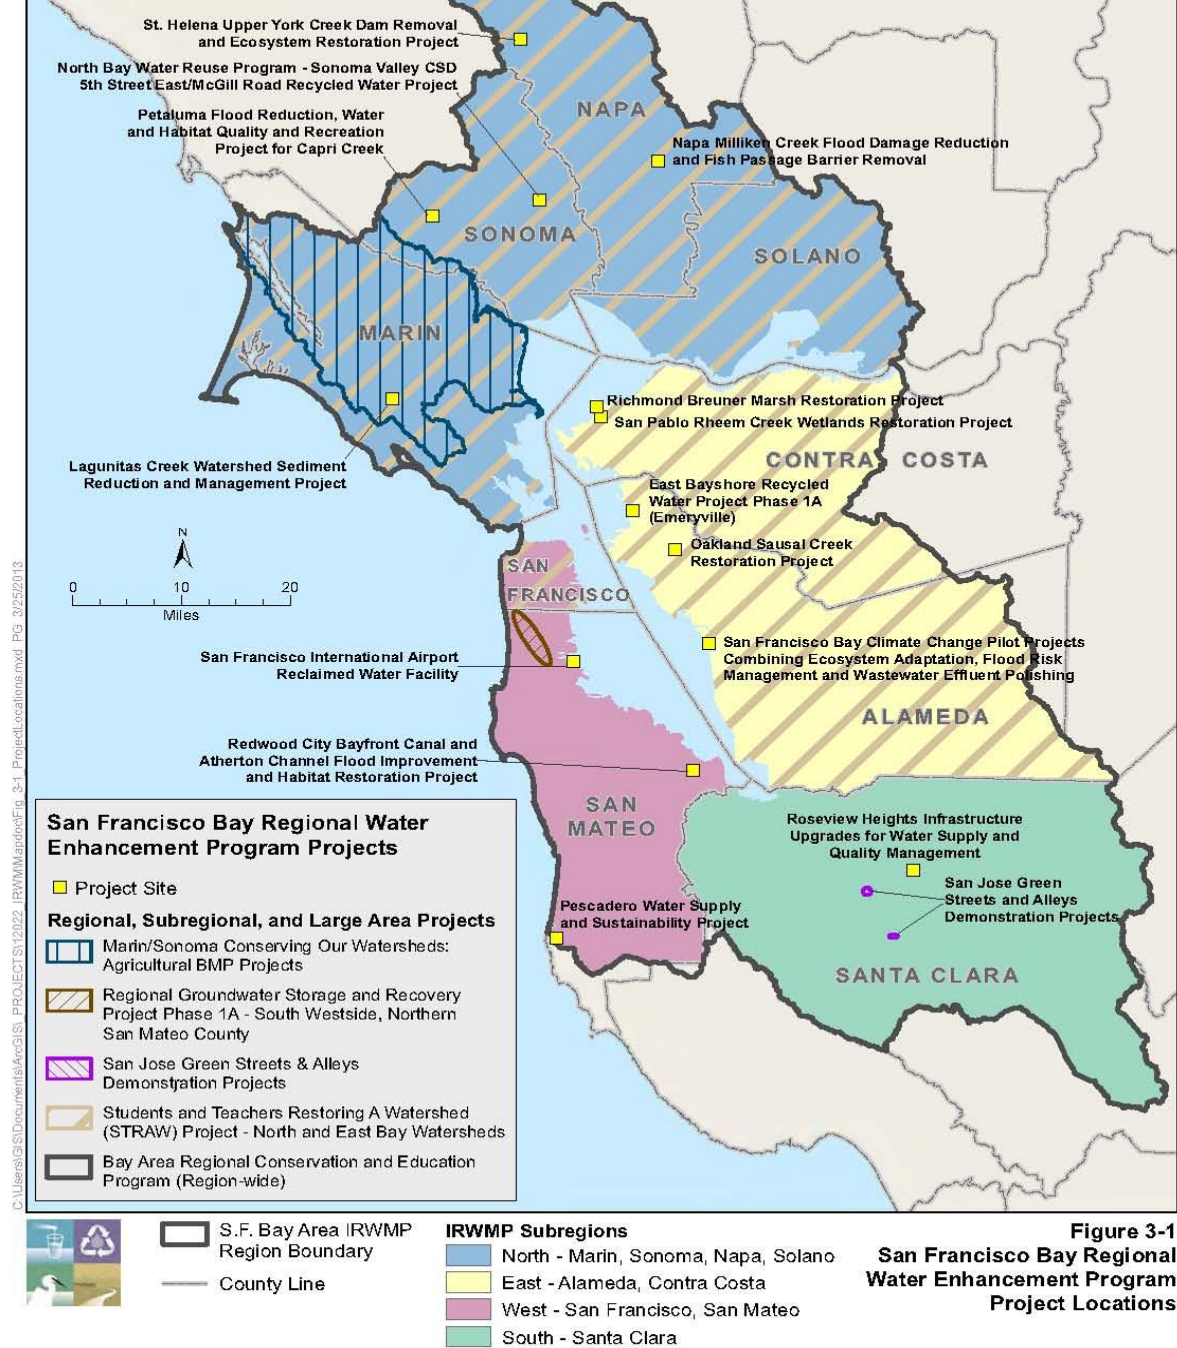 St. Helena Upper York Creek Dam Removal
and Ecosystem Restoration Project
North Bay Water Reuse Program - Sonoma Valley CSD
5th Street East/McGill Road Recycled Water Project
Petaluma Flood Reduction, Water
and Habitat Quality and Recreation
Project for Capri Creek
NAPA
Napa Milliken Creek Flood Damage Reduction
and Fish Passage Barrier Removal
SONOMA
SOLANO
MARIN
Richmond Breuner Marsh Restoration Project
San Pablo Rheem Creek Wetlands Restoration Project
CONTRA COSTA
Lagunitas Creek Watershed Sediment
Reduction and Management Project
East Bayshore Recycled
Water Project Phase 1A
(Emeryville)
Oakland Sausal Creek
Restoration Project
N
0 10 20
Miles
SAN
FRANCISCO
San Francisco International Airport
Reclaimed Water Facility
San Francisco Bay Climate Change Pilot Projects
Combining Ecosystem Adaptation, Flood Risk
Management and Wastewater Effluent Polishing
ALAMEDA
Redwood City Bayfront Canal and
Atherton Channel Flood Improvement
and Habitat Restoration Project
SAN
MATEO
Roseview Heights Infrastructure
Upgrades for Water Supply and
Quality Management
San Jose Green
Streets and Alleys
Demonstration Projects
Pescadero Water Supply
and Sustainability Project
SANTA CLARA
San Francisco Bay Regional Water
Enhancement Program Projects
Project Site
Regional, Subregional, and Large Area Projects
Marin/Sonoma Conserving Our Watersheds:
Agricultural BMP Projects
Regional Groundwater Storage and Recovery
Project Phase 1A - South Westside, Northern
San Mateo County
San Jose Green Streets & Alleys
Demonstration Projects
Students and Teachers Restoring A Watershed
(STRAW) Project - North and East Bay Watersheds
Bay Area Regional Conservation and Education
Program (Region-wide)
C:\Users\GIS\Documents\ArcGIS\_PROJECTS\12022_IRWM\Mapdoc\Fig_3-1_ProjectLocations.mxd PG 3/25/2013
S.F. Bay Area IRWMP
Region Boundary
County Line
IRWMP Subregions
North - Marin, Sonoma, Napa, Solano
East - Alameda, Contra Costa
West - San Francisco, San Mateo
South - Santa Clara
Figure 3-1
San Francisco Bay Regional
Water Enhancement Program
Project Locations